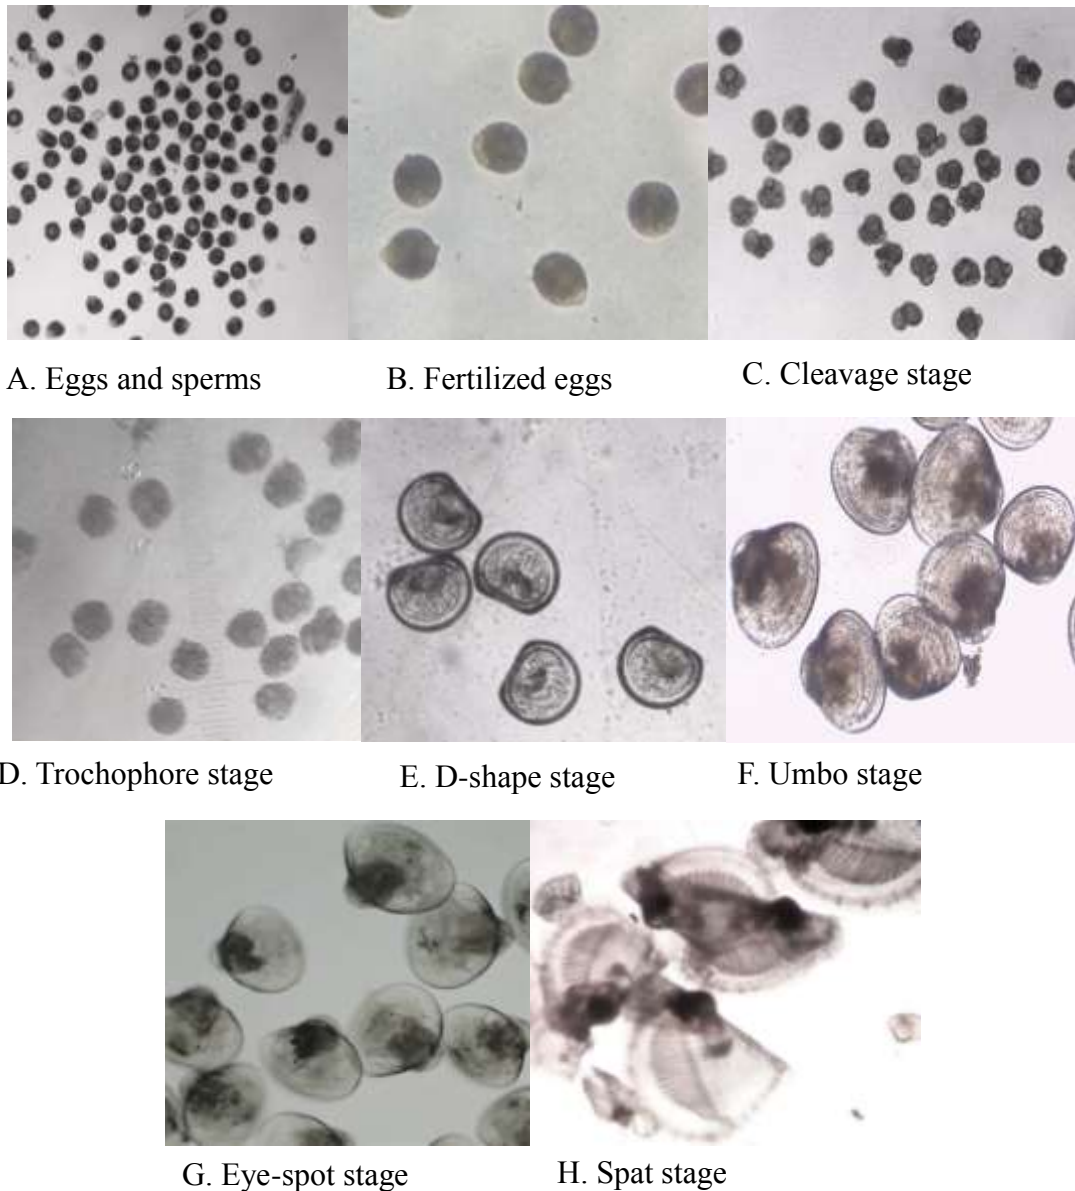 A. Eggs and sperms
B. Fertilized eggs
C. Cleavage stage
D. Trochophore stage
E. D-shape stage
F. Umbo stage
G. Eye-spot stage
H. Spat stage